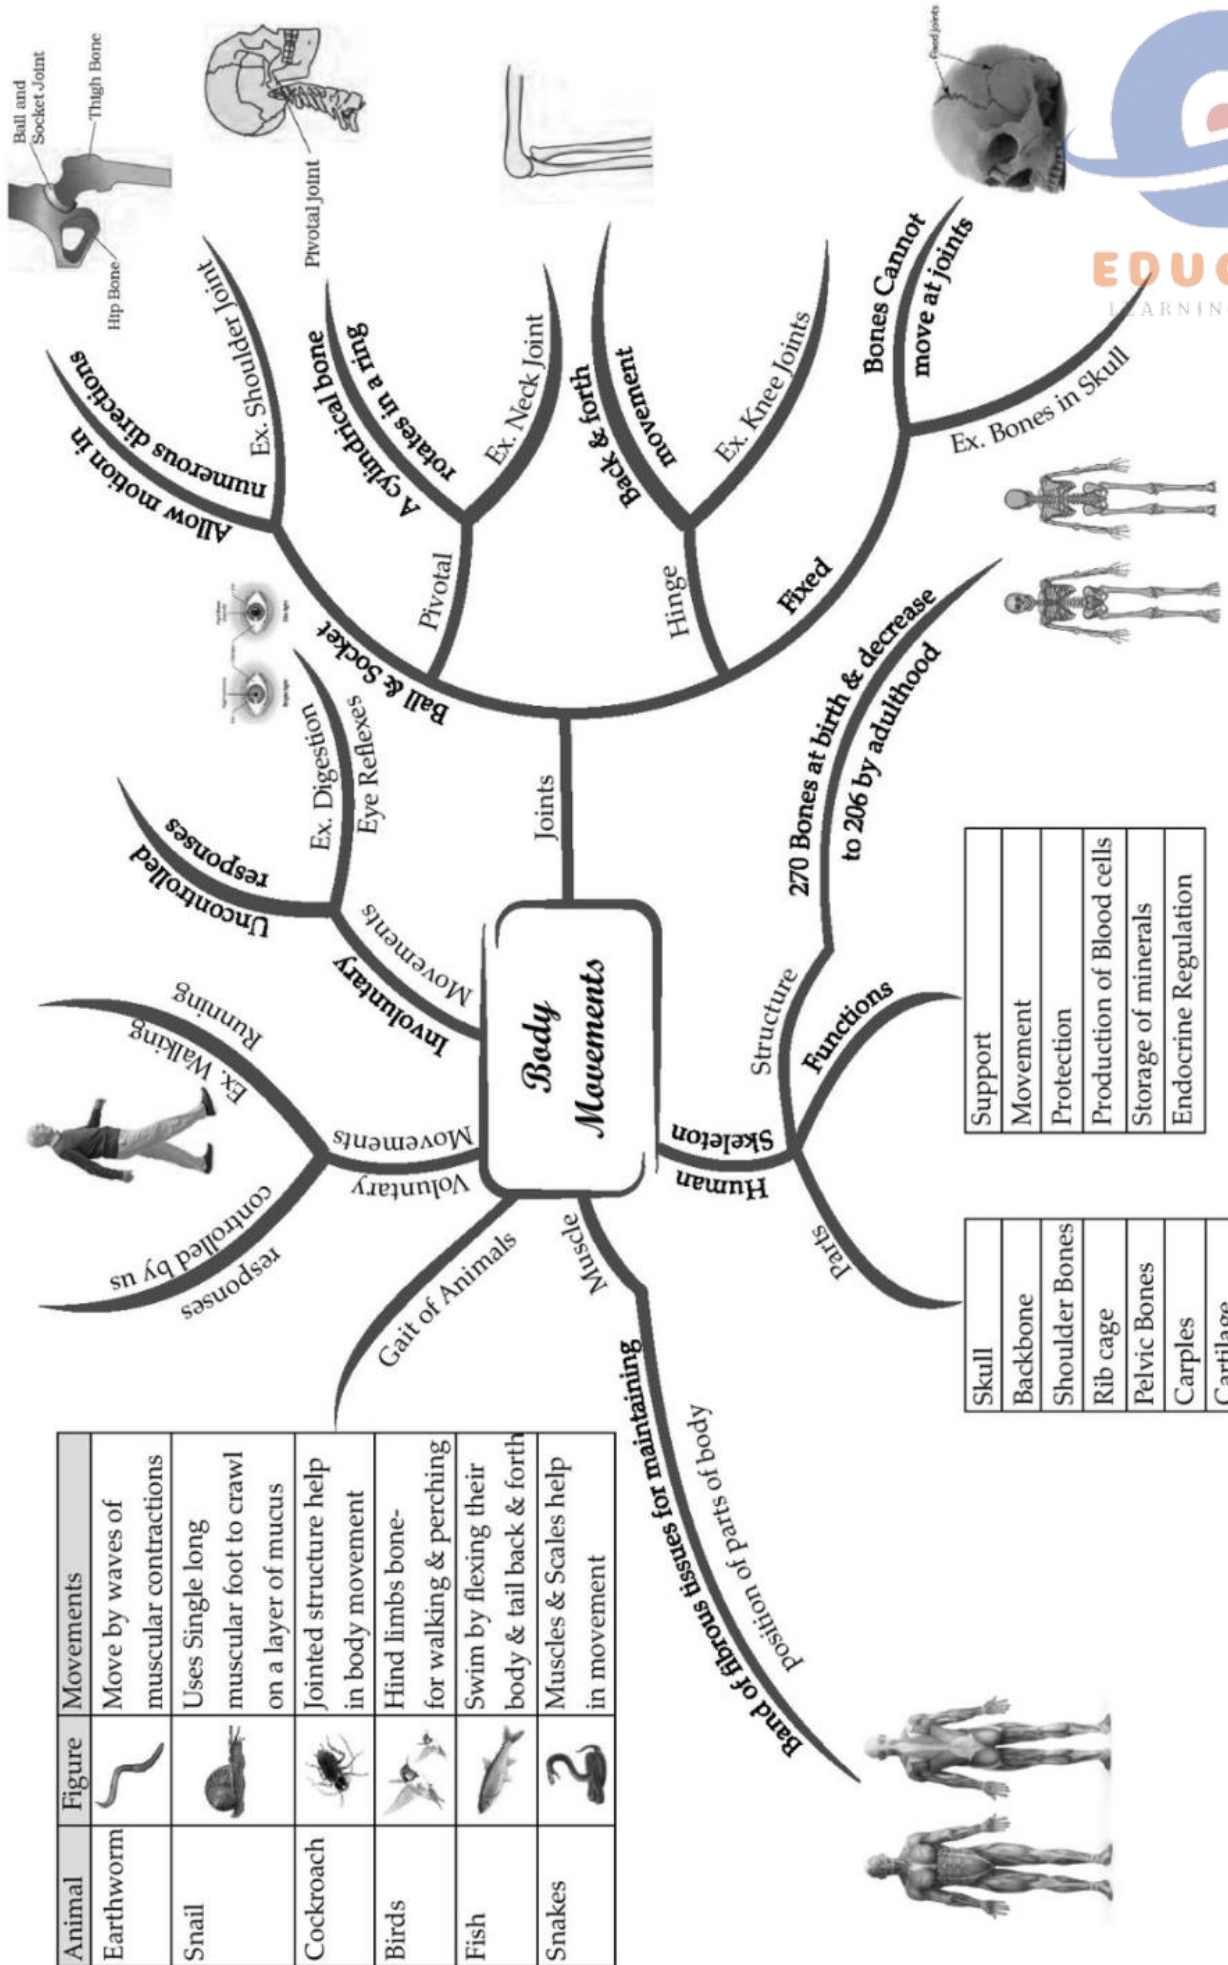 Body
Movements
Joints
Ball & Socket
Allow motion in
numerous directions
Ex. Shoulder Joint
Ball and
Socket Joint
Thigh Bone
Hip Bone
Pivotal
A cylindrical bone
rotates in a ring
Ex. Neck Joint
Pivotal joint
Hinge
Back & forth
movement
Ex. Knee Joints
Fixed
Bones Cannot
move at joints
Ex. Bones in Skull
Fixed joints
Involuntary
Movements
Uncontrolled
responses
Ex. Digestion
Eye Reflexes
Voluntary
Movements
Ex. Walking
Running
responses
controlled by us
Gait of Animals
Animal Figure Movements
Earthworm Move by waves of
muscular contractions
Snail Uses Single long
muscular foot to crawl
on a layer of mucus
Cockroach Jointed structure help
in body movement
Birds Hind limbs bone-
for walking & perching
Fish Swim by flexing their
body & tail back & forth
Snakes Muscles & Scales help
in movement
Muscle
Band of fibrous tissues for maintaining
position of parts of body
Human
Skeleton
Structure
270 Bones at birth & decrease
to 206 by adulthood
Functions
Support
Movement
Protection
Production of Blood cells
Storage of minerals
Endocrine Regulation
Parts
Skull
Backbone
Shoulder Bones
Rib cage
Pelvic Bones
Carples
Cartilage
EDUC
LEARNING